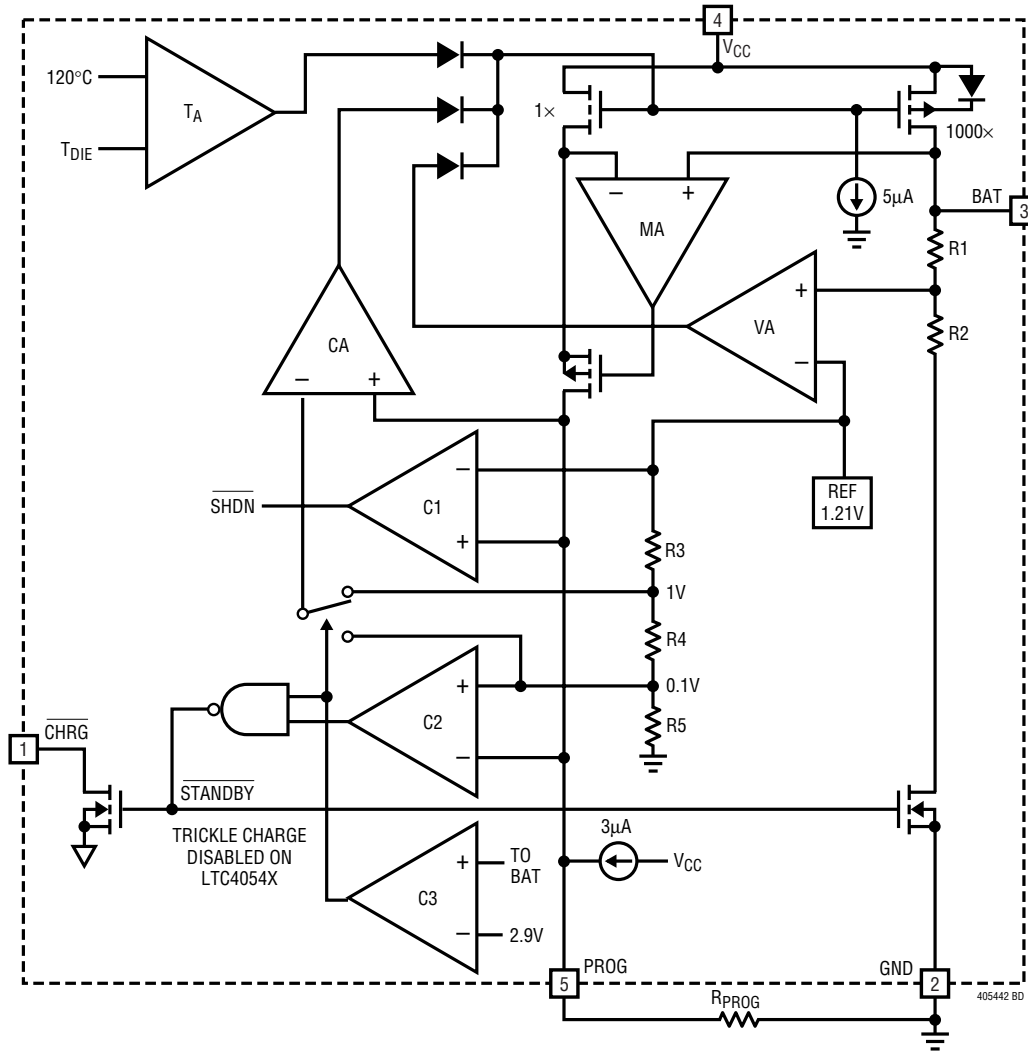 4
VCC
120°C
TA
TDIE
1×
1000×
− +
MA
5µA
BAT
3
R1
+
VA
−
R2
CA
− +
REF
1.21V
−
C1
+
SHDN
R3
1V
R4
0.1V
R5
+
C2
−
1
CHRG
STANDBY
TRICKLE CHARGE
DISABLED ON
LTC4054X
3µA
VCC
+
C3
−
TO
BAT
2.9V
PROG
5
GND
2
RPROG
405442 BD